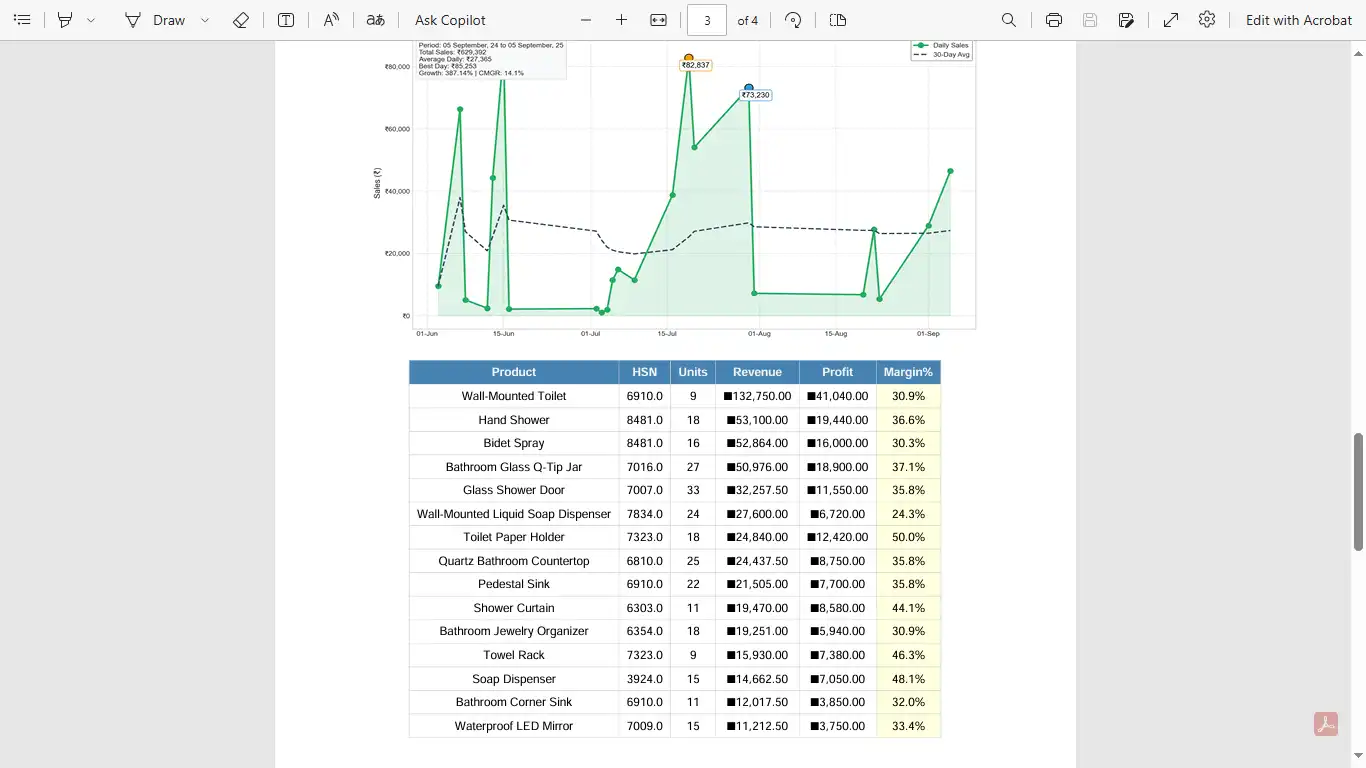 Draw
Ask Copilot
3 of 4
Edit with Acrobat
Period: 05 September, 24 to 05 September, 25
Total Sales: ₹629,392
Average Daily: ₹27,365
Best Day: ₹85,253
Growth: 387.14% | CMGR: 14.1%
Daily Sales
30-Day Avg
₹82,837
₹73,230
Sales (₹)
₹80,000
₹60,000
₹40,000
₹20,000
₹0
01-Jun 15-Jun 01-Jul 15-Jul 01-Aug 15-Aug 01-Sep
Product HSN Units Revenue Profit Margin%
Wall-Mounted Toilet 6910.0 9 ■132,750.00 ■41,040.00 30.9%
Hand Shower 8481.0 18 ■53,100.00 ■19,440.00 36.6%
Bidet Spray 8481.0 16 ■52,864.00 ■16,000.00 30.3%
Bathroom Glass Q-Tip Jar 7016.0 27 ■50,976.00 ■18,900.00 37.1%
Glass Shower Door 7007.0 33 ■32,257.50 ■11,550.00 35.8%
Wall-Mounted Liquid Soap Dispenser 7834.0 24 ■27,600.00 ■6,720.00 24.3%
Toilet Paper Holder 7323.0 18 ■24,840.00 ■12,420.00 50.0%
Quartz Bathroom Countertop 6810.0 25 ■24,437.50 ■8,750.00 35.8%
Pedestal Sink 6910.0 22 ■21,505.00 ■7,700.00 35.8%
Shower Curtain 6303.0 11 ■19,470.00 ■8,580.00 44.1%
Bathroom Jewelry Organizer 6354.0 18 ■19,251.00 ■5,940.00 30.9%
Towel Rack 7323.0 9 ■15,930.00 ■7,380.00 46.3%
Soap Dispenser 3924.0 15 ■14,662.50 ■7,050.00 48.1%
Bathroom Corner Sink 6910.0 11 ■12,017.50 ■3,850.00 32.0%
Waterproof LED Mirror 7009.0 15 ■11,212.50 ■3,750.00 33.4%